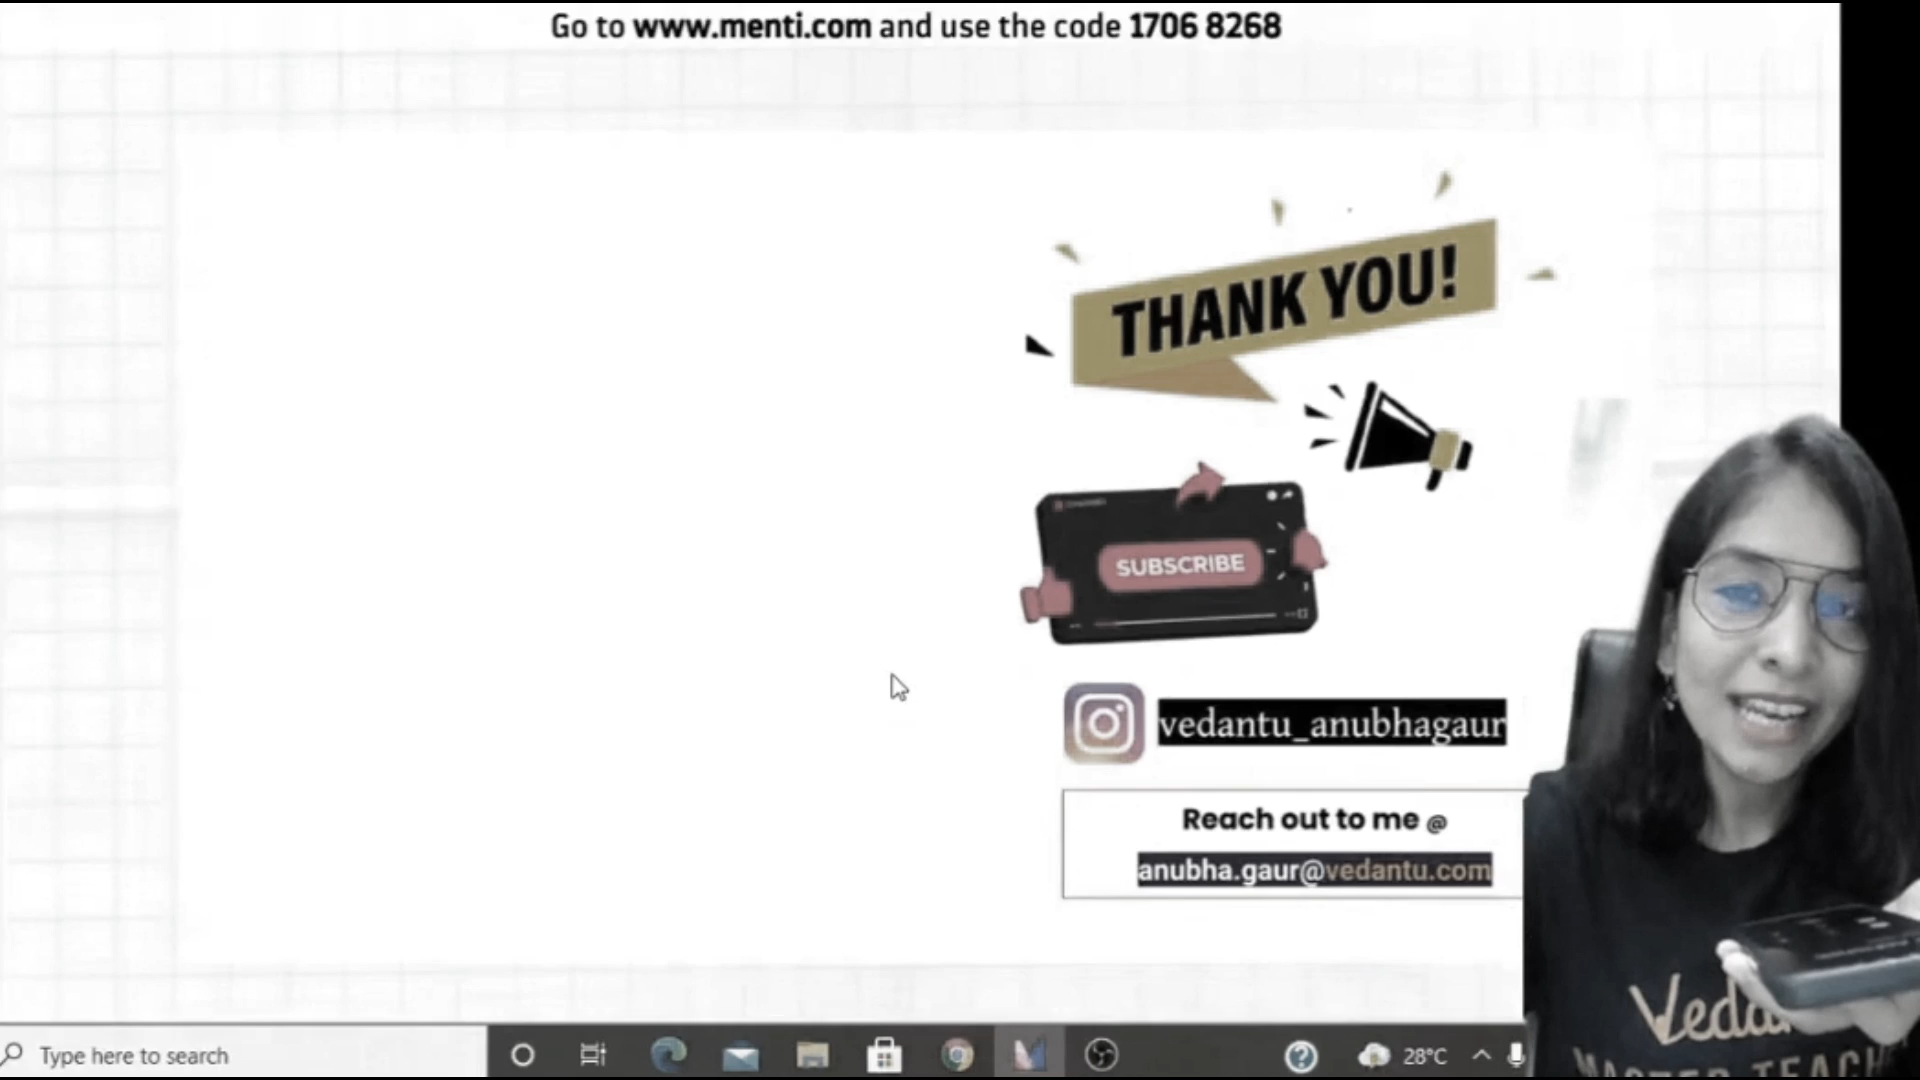 Go to www.menti.com and use the code 1706 8268
THANK YOU!
SUBSCRIBE
vedantu_anubhagaur
Reach out to me @
anubha.gaur@vedantu.com
Type here to search
28°C